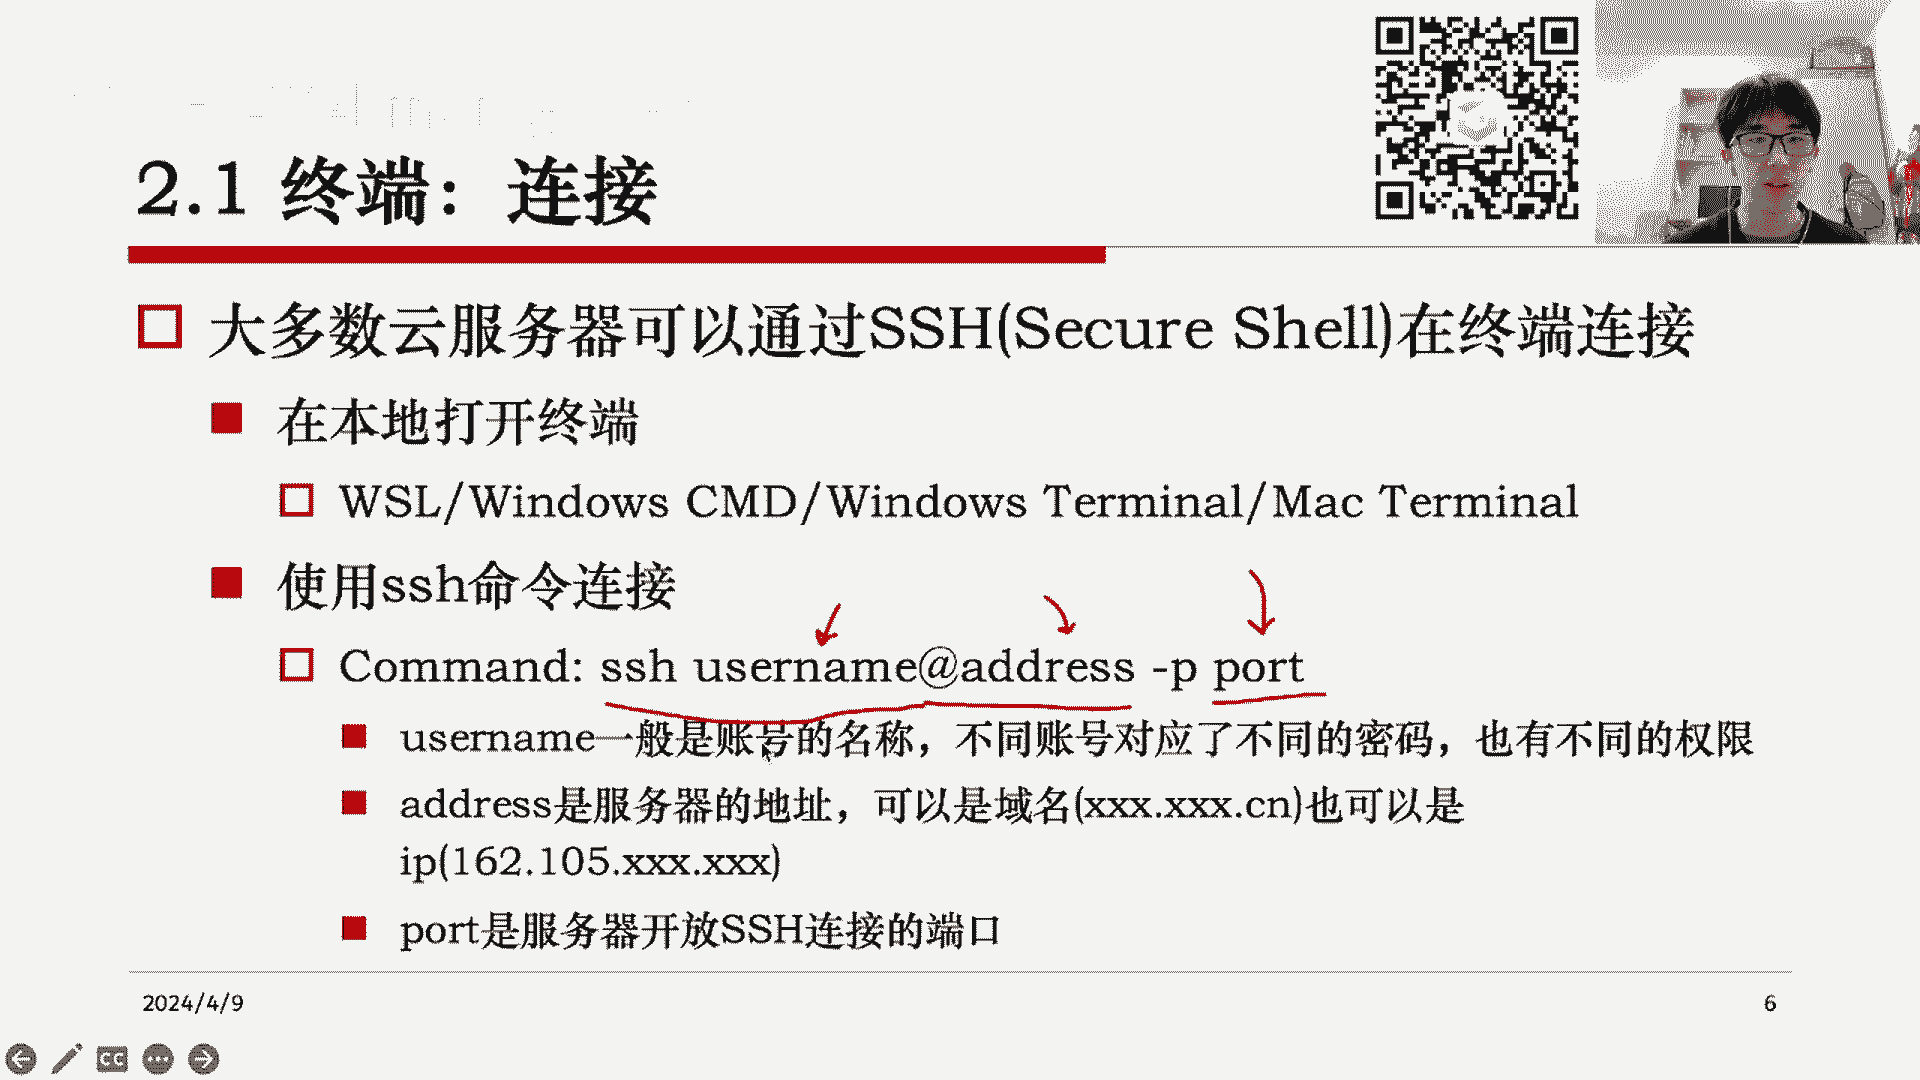 2.1 终端：连接
大多数云服务器可以通过SSH(Secure Shell)在终端连接
在本地打开终端
WSL/Windows CMD/Windows Terminal/Mac Terminal
使用ssh命令连接
Command: ssh username@address -p port
username一般是账号的名称，不同账号对应了不同的密码，也有不同的权限
address是服务器的地址，可以是域名(xxx.xxx.cn)也可以是
ip(162.105.xxx.xxx)
port是服务器开放SSH连接的端口
2024/4/9
6
CC